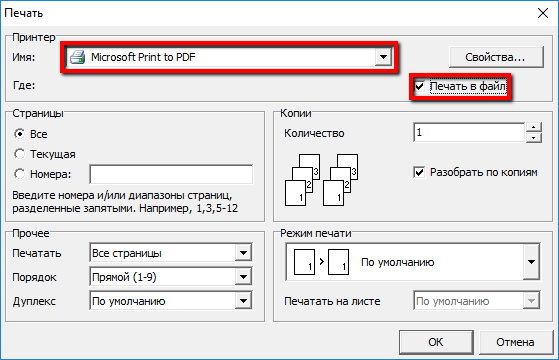 Печать
Принтер
Имя: Microsoft Print to PDF Свойства...
Где: Печать в файл
Страницы
Все
Текущая
Номера:
Введите номера и/или диапазоны страниц,
разделенные запятыми. Например, 1,3,5-12
Копии
Количество 1
1 2 3 1 2 3
Разобрать по копиям
Прочее
Печатать Все страницы
Порядок Прямой (1-9)
Дуплекс По умолчанию
Режим печати
1 > 1 По умолчанию
Печатать на листе По умолчанию
OK Отмена